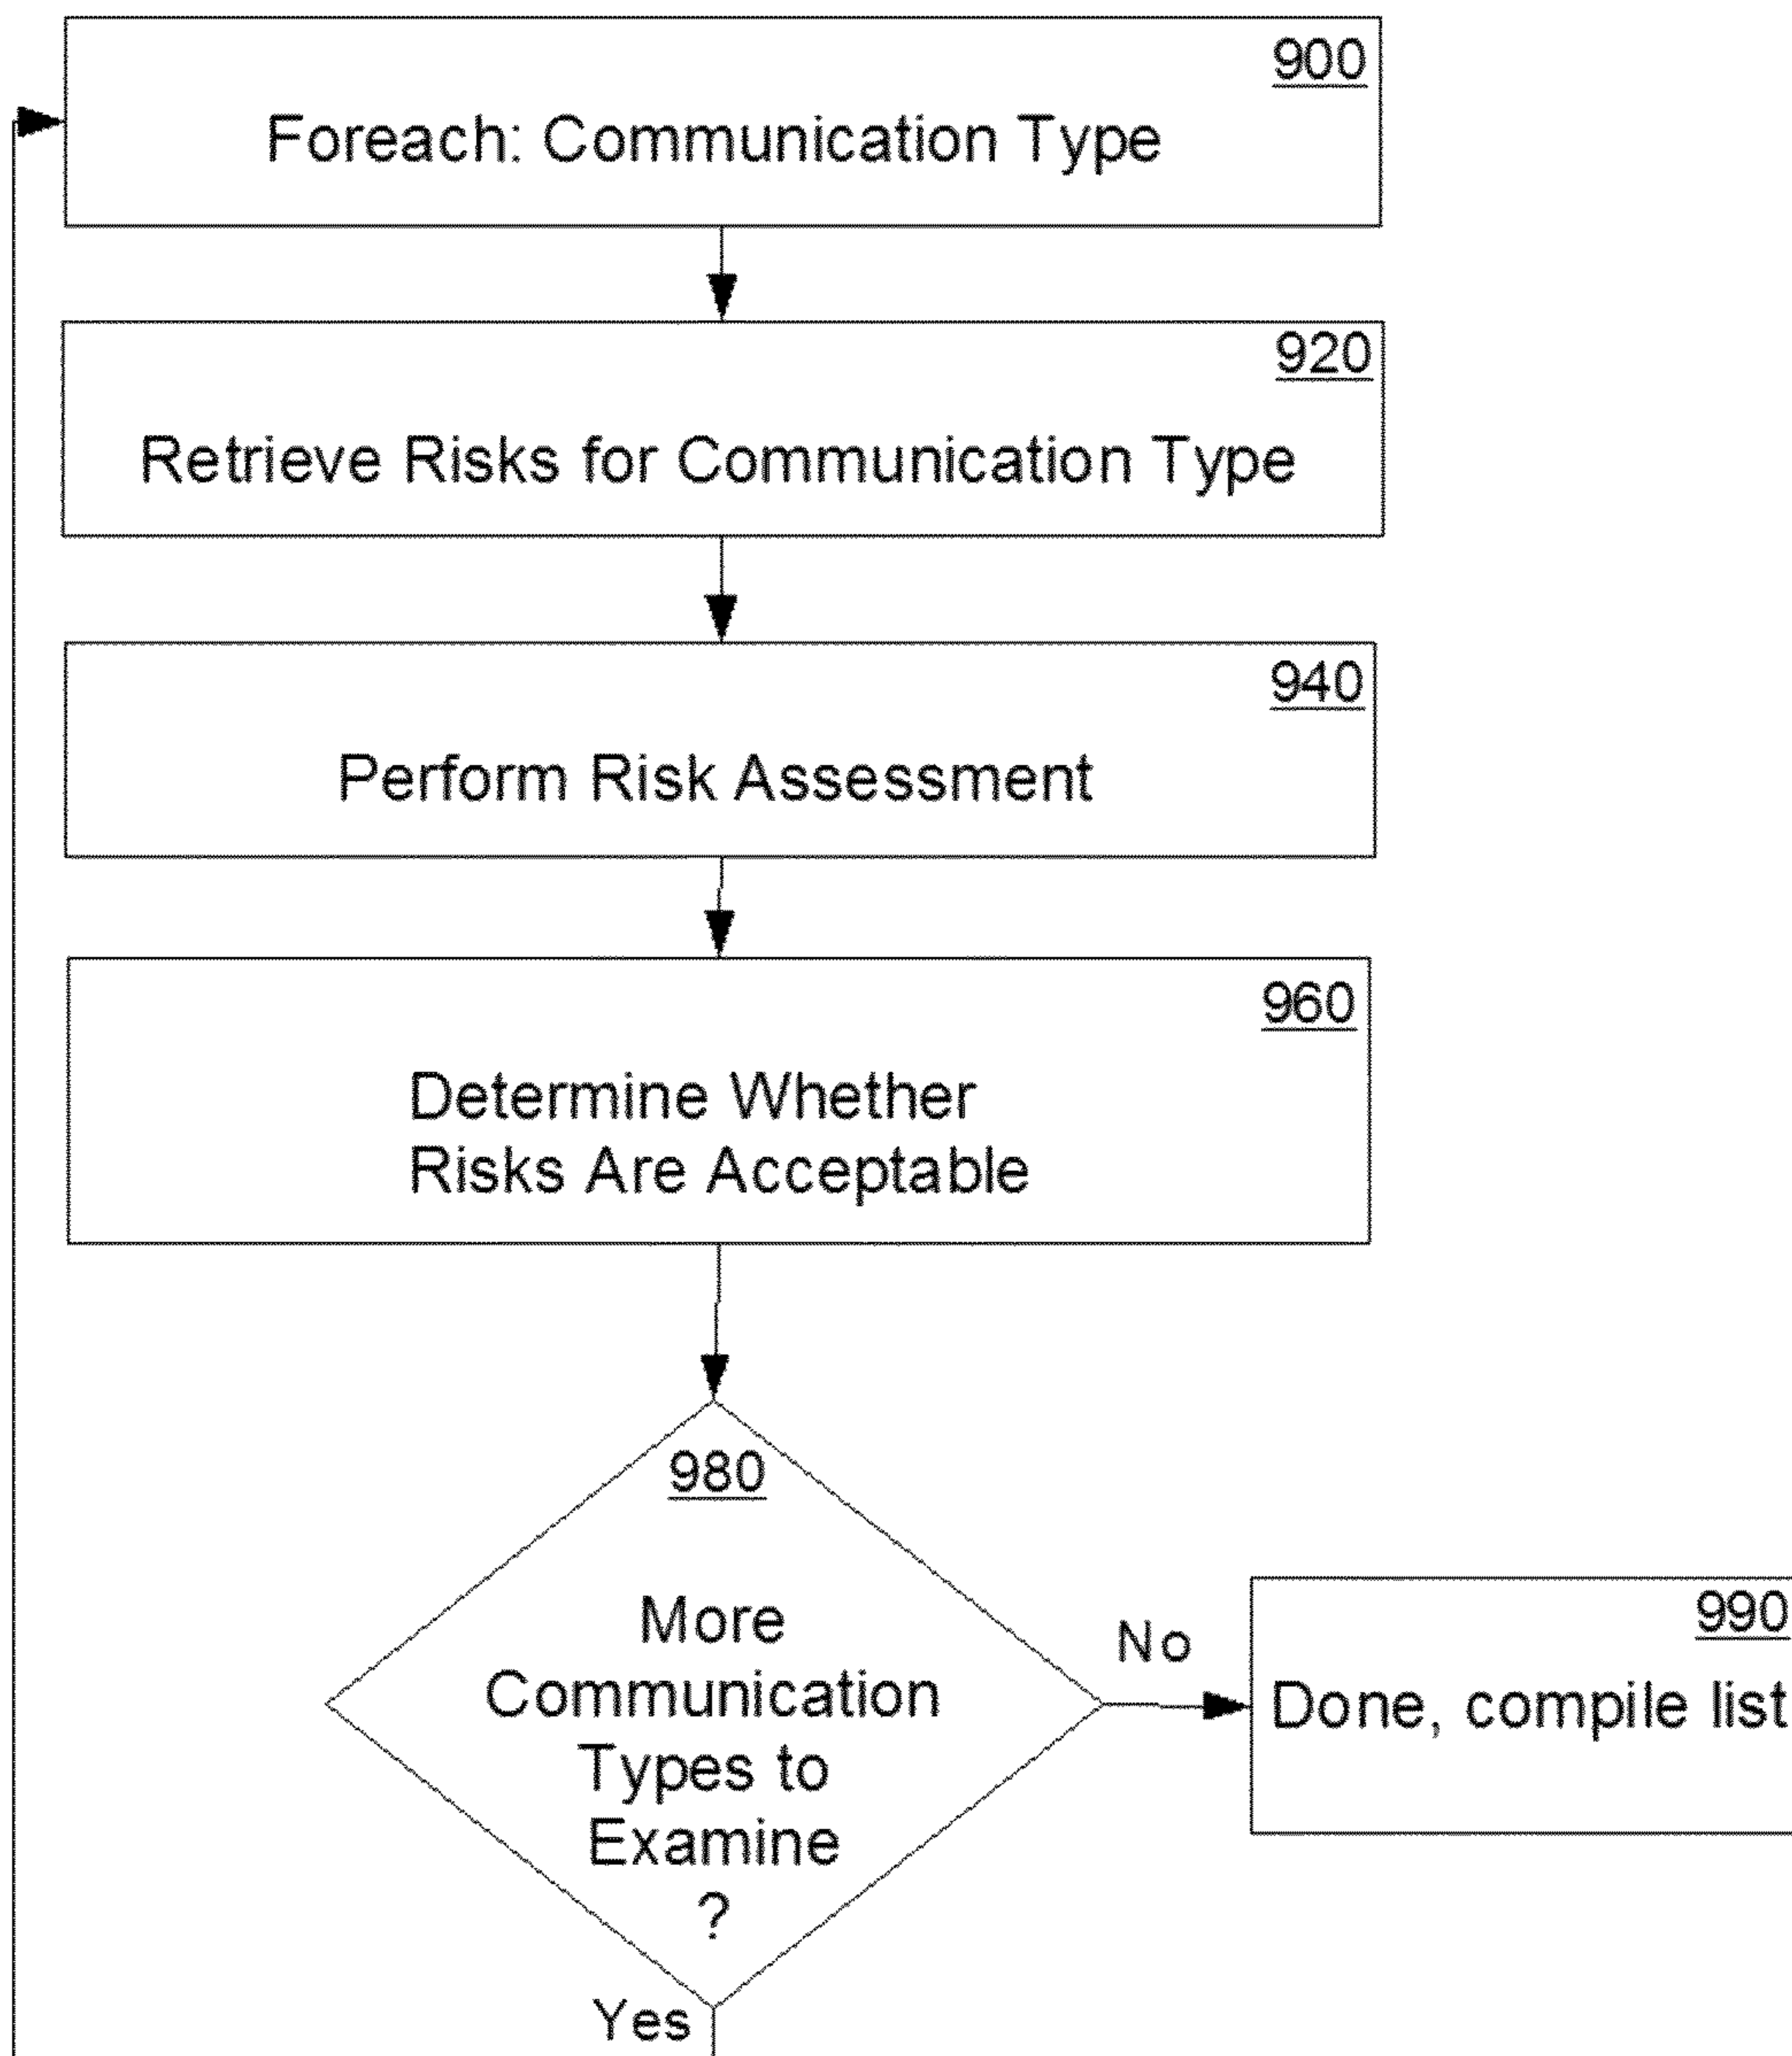 900
Foreach: Communication Type
920
Retrieve Risks for Communication Type
940
Perform Risk Assessment
960
Determine Whether
Risks Are Acceptable
980
More
Communication
Types to
Examine
?
No
990
Done, compile list
Yes